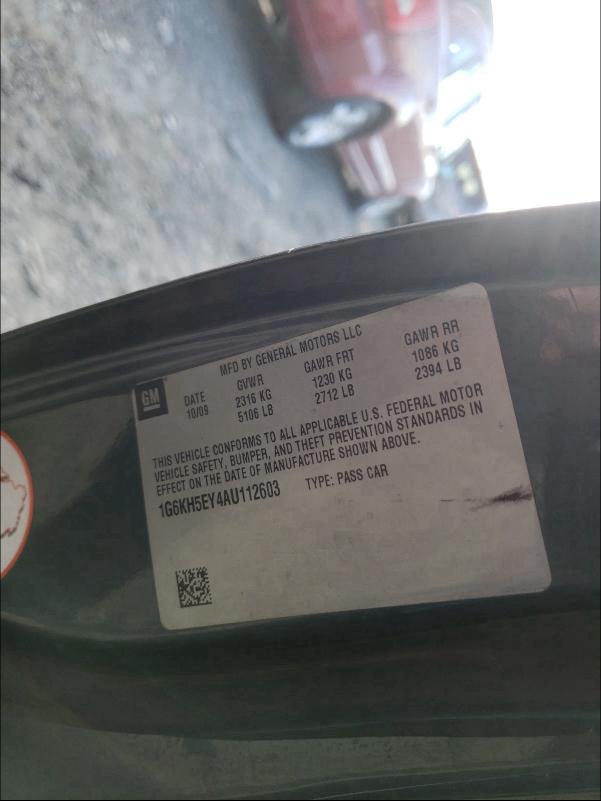 GM
MFD BY GENERAL MOTORS LLC
DATE GVWR GAWR FRT GAWR RR
10/09 2316 KG 1230 KG 1086 KG
5106 LB 2712 LB 2394 LB
THIS VEHICLE CONFORMS TO ALL APPLICABLE U.S. FEDERAL MOTOR
VEHICLE SAFETY, BUMPER, AND THEFT PREVENTION STANDARDS IN
EFFECT ON THE DATE OF MANUFACTURE SHOWN ABOVE.
1G6KH5EY4AU112603 TYPE: PASS CAR